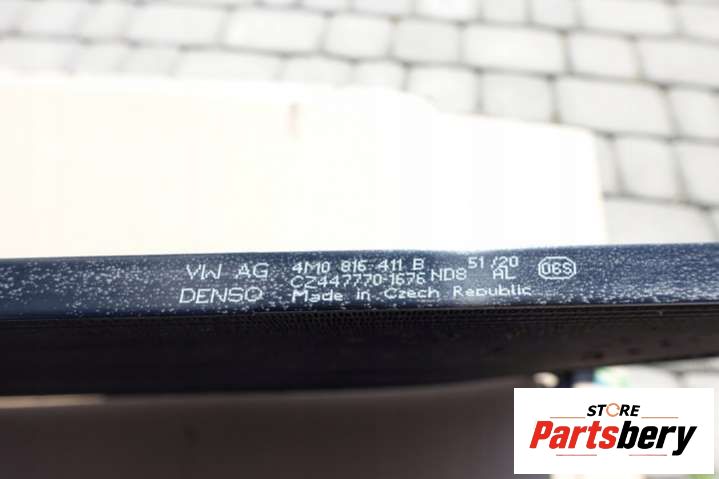 VW AG 4M0 816 411 B
CZ447770-1676 ND8 51/20 AL 06S
DENSO Made in Czech Republic
STORE
Partsbery